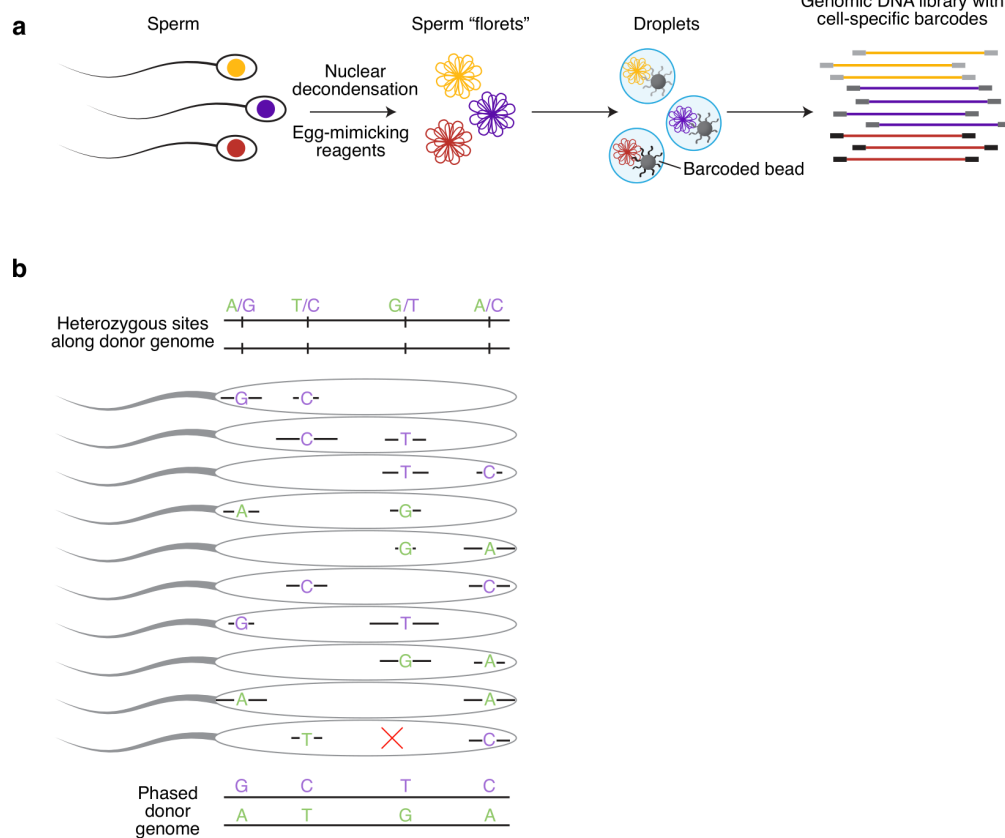 a
Sperm
Sperm “florets”
Droplets
Genomic DNA library with
cell-specific barcodes
Nuclear
decondensation
Egg-mimicking
reagents
Barcoded bead
b
A/G T/C G/T A/C
Heterozygous sites
along donor genome
G C
C T
T C
A G
G A
C C
G T
G A
A A
T C
G C T C
Phased
donor
genome
A T G A